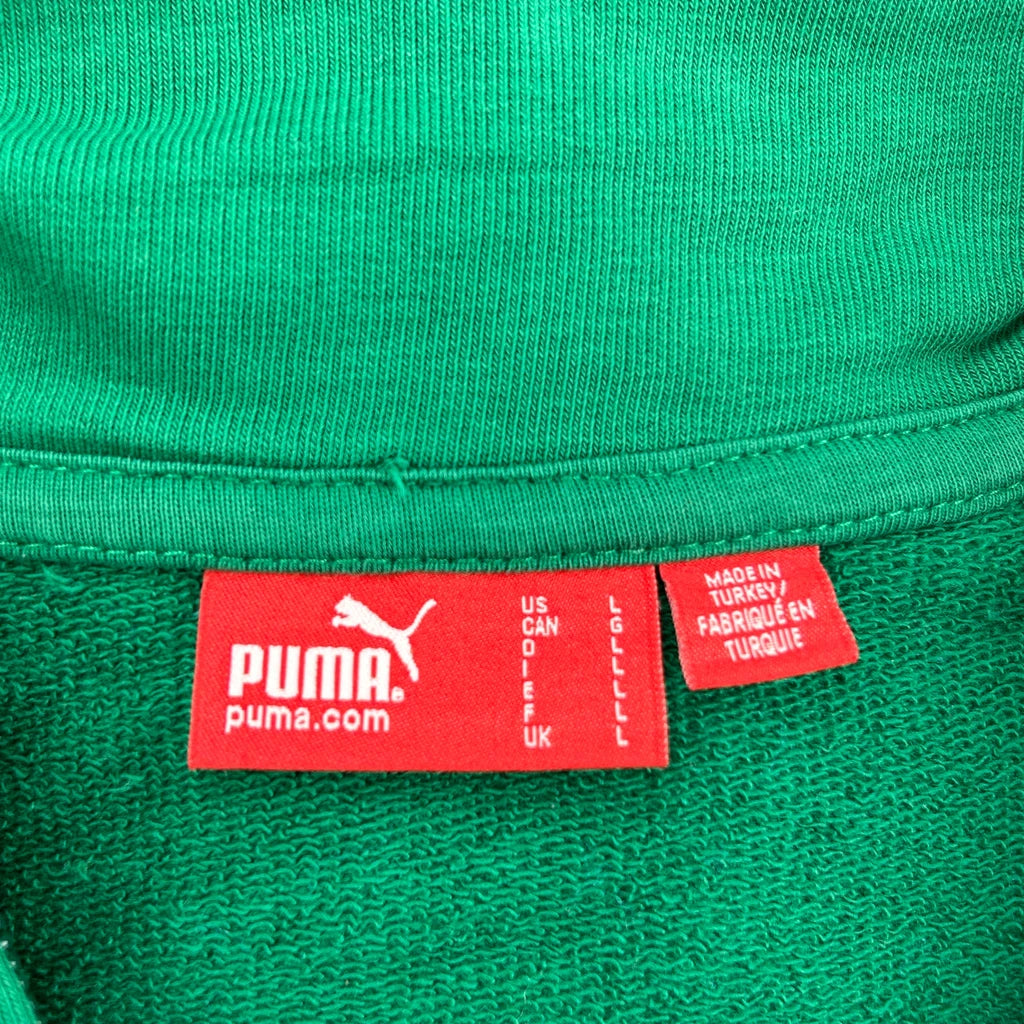 PUMA®
puma.com
US L
CAN G
D L
I L
E L
F L
UK L
MADE IN
TURKEY/
FABRIQUÉ EN
TURQUIE